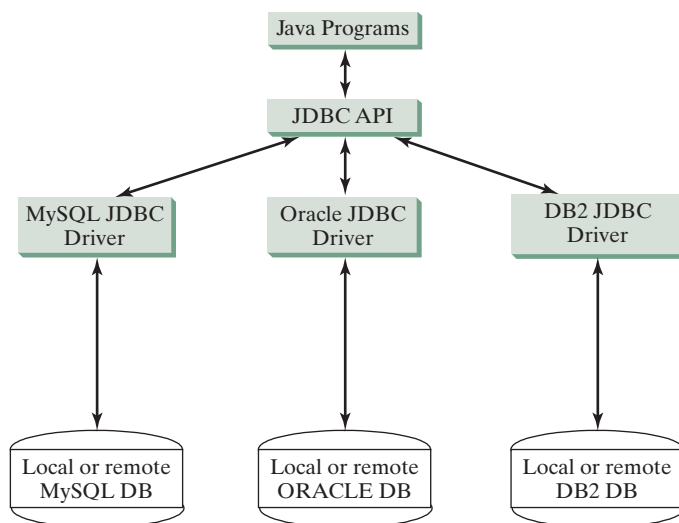 Java Programs
JDBC API
MySQL JDBC
Driver
Oracle JDBC
Driver
DB2 JDBC
Driver
Local or remote
MySQL DB
Local or remote
ORACLE DB
Local or remote
DB2 DB